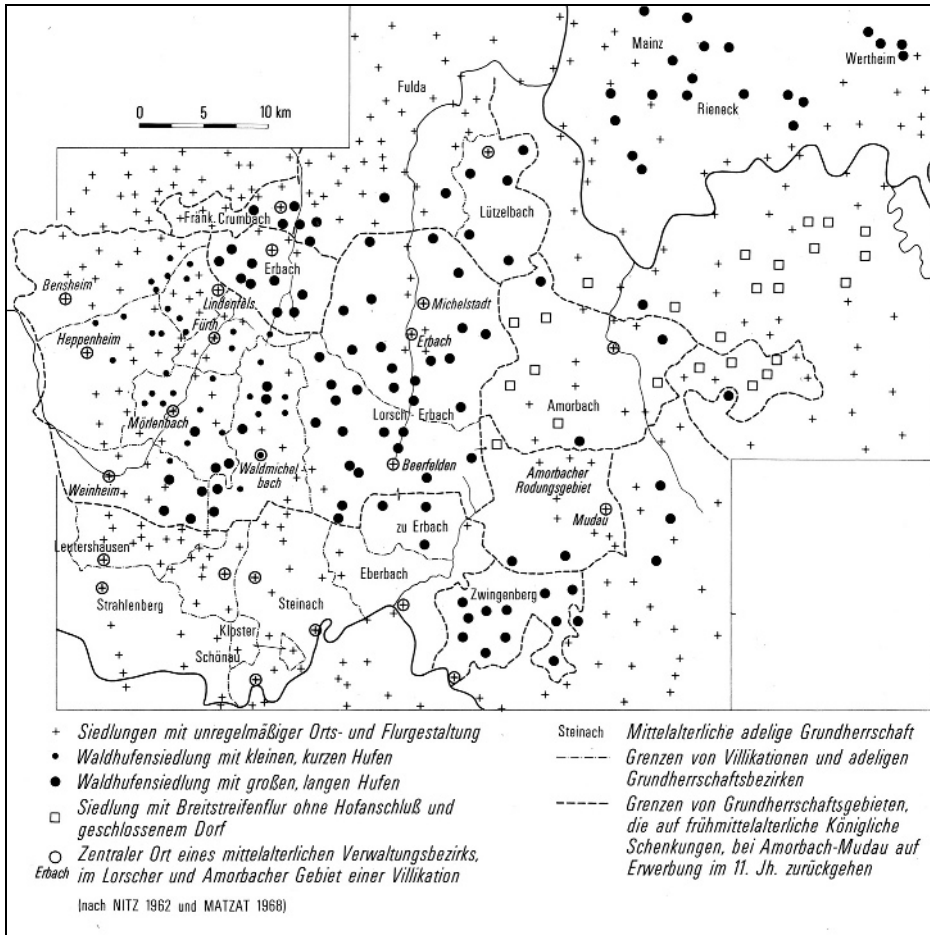 Mainz
Wertheim
Fulda
Rieneck
0 5 10 km
Lützelbach
Fränk. Crumbach
Erbach
Bensheim
Lindenfels
Michelstadt
Fürth
Erbach
Heppenheim
Amorbach
Lorsch-Erbach
Mörlenbach
Waldmichel-
bach
Beerfelden
Amorbacher
Rodungsgebiet
Weinheim
Mudau
zu Erbach
Leutershausen
Eberbach
Zwingenberg
Strahlenberg
Steinach
Kloster
Schönau
+ Siedlungen mit unregelmäßiger Orts- und Flurgestaltung
• Waldhufensiedlung mit kleinen, kurzen Hufen
● Waldhufensiedlung mit großen, langen Hufen
□ Siedlung mit Breitstreifenflur ohne Hofanschluß und
geschlossenem Dorf
○ Zentraler Ort eines mittelalterlichen Verwaltungsbezirks,
Erbach im Lorscher und Amorbacher Gebiet einer Villikation
(nach NITZ 1962 und MATZAT 1968)
Steinach Mittelalterliche adelige Grundherrschaft
Grenzen von Villikationen und adeligen
Grundherrschaftsbezirken
Grenzen von Grundherrschaftsgebieten,
die auf frühmittelalterliche Königliche
Schenkungen, bei Amorbach-Mudau auf
Erwerbung im 11. Jh. zurückgehen